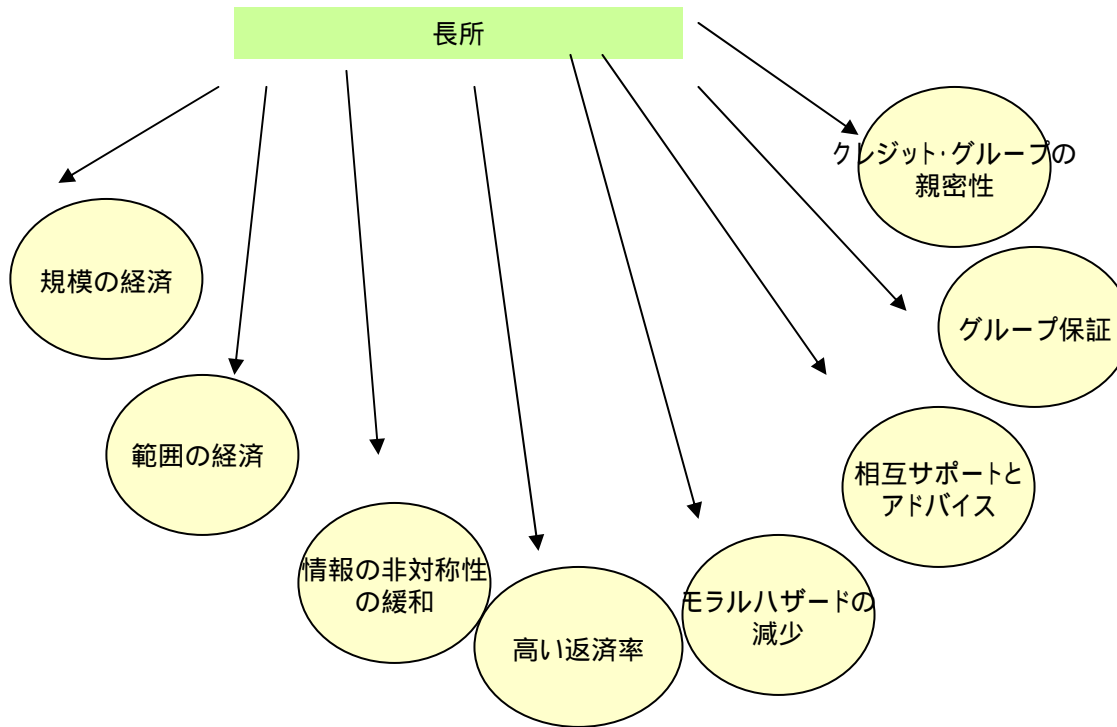 長所
クレジット・グループの
親密性
規模の経済
グループ保証
範囲の経済
相互サポートと
アドバイス
情報の非対称性
の緩和
高い返済率
モラルハザードの
減少